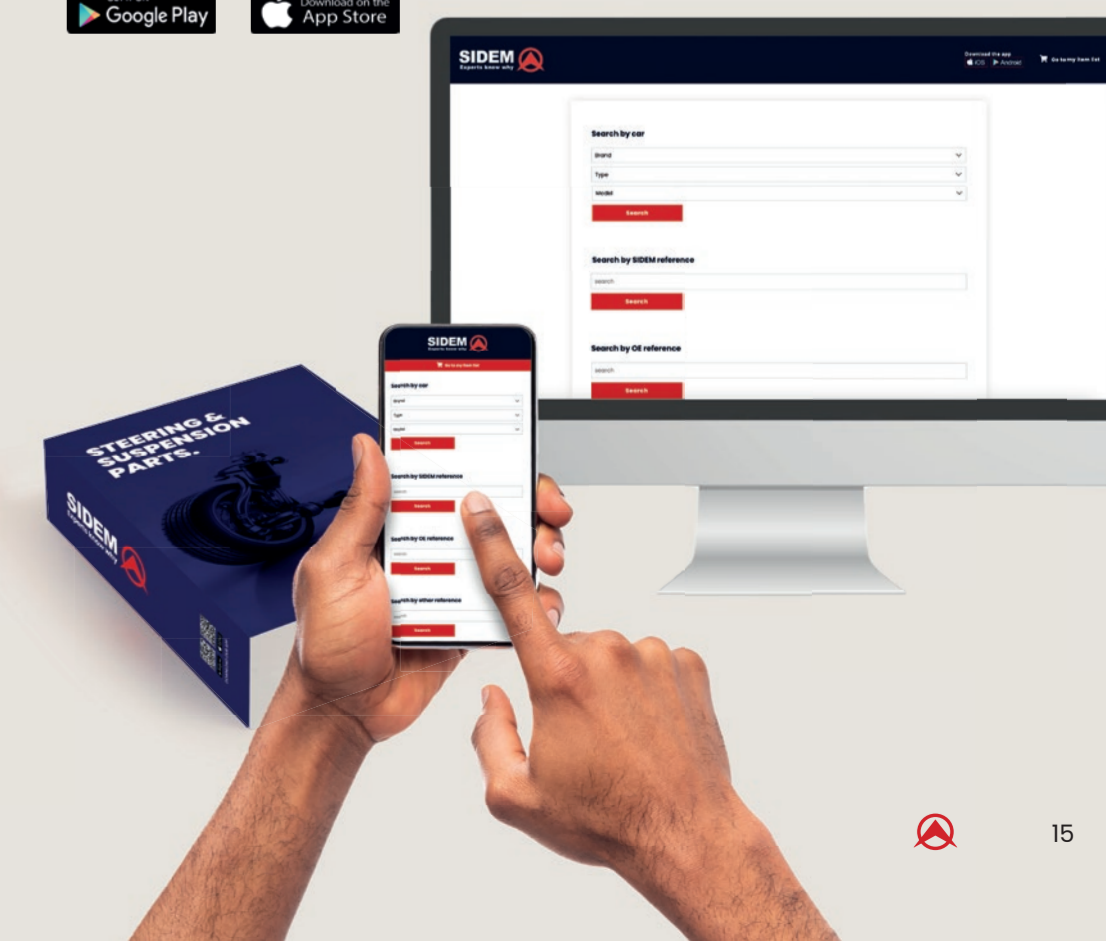 Google Play
Download on the
App Store
SIDEM
Experts know why
Download the app
iOS
Android
Go to my item list
Search by car
Brand
Type
Model
Search
Search by SIDEM reference
search
Search
Search by OE reference
search
Search
SIDEM
Experts know why
Go to my item list
Search by car
Brand
Type
Model
Search
Search by SIDEM reference
search
Search
Search by OE reference
search
Search
Search by other reference
search
Search
STEERING &
SUSPENSION
PARTS.
SIDEM
Experts know why
15